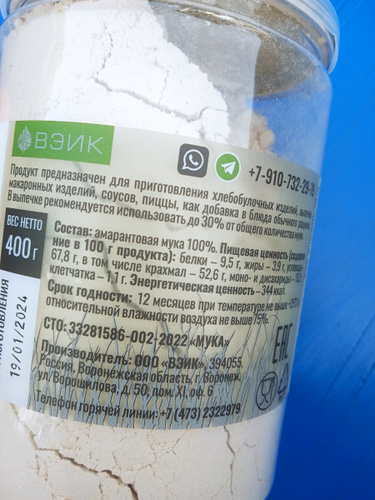 ВЭИК
+7-910-732-29-79
Продукт предназначен для приготовления хлебобулочных изделий,
макаронных изделий, соусов, пиццы, как добавка в блюда обычного
В выпечке рекомендуется использовать до 30% от общего количества муки.
ВЕС НЕТТО
400 г
Состав: амарантовая мука 100%. Пищевая ценность
ние в 100 г продукта): белки – 9,5 г, жиры – 3,9 г,
67,8 г, в том числе крахмал – 52,6 г, моно- и дисахариды
клетчатка – 1,1 г. Энергетическая ценность – 344 ккал.
Срок годности: 12 месяцев при температуре не выше
относительной влажности воздуха не выше 75%.
СТО: 33281586-002-2022 «МУКА»
Производитель: ООО «ВЭИК», 394055,
Россия, Воронежская область, г. Воронеж,
ул. Ворошилова, д. 50, пом. XI, оф. 6
Телефон горячей линии: +7 (473) 2322979
19/01/2024
ЕАС